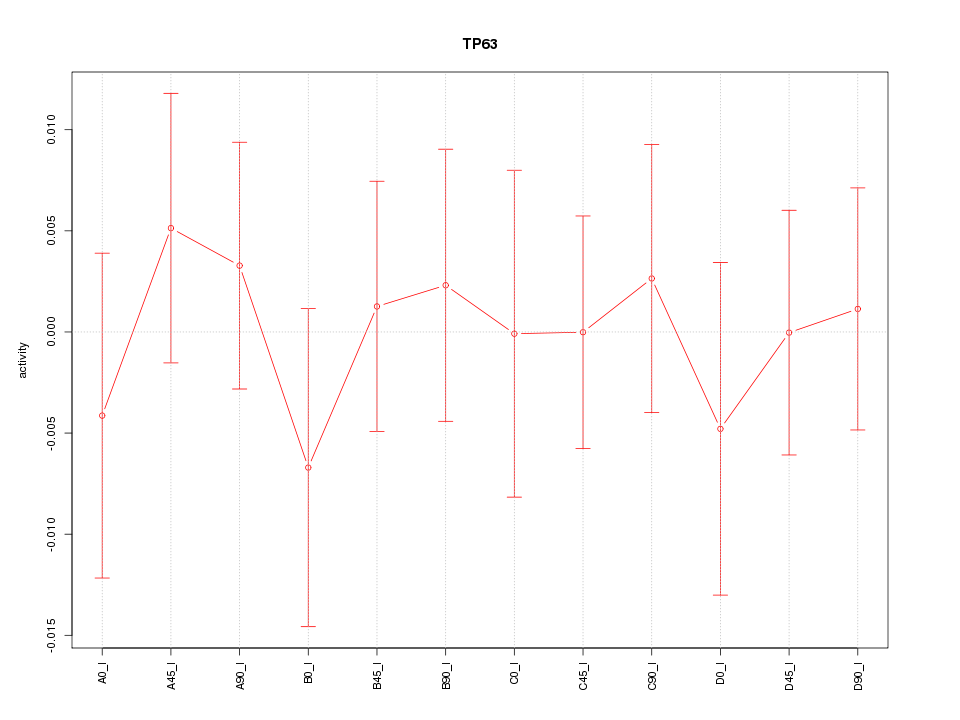 TP63
activity
0.010
0.005
0.000
-0.005
-0.010
-0.015
A0_I
A45_I
A90_I
B0_I
B45_I
B90_I
C0_I
C45_I
C90_I
D0_I
D45_I
D90_I